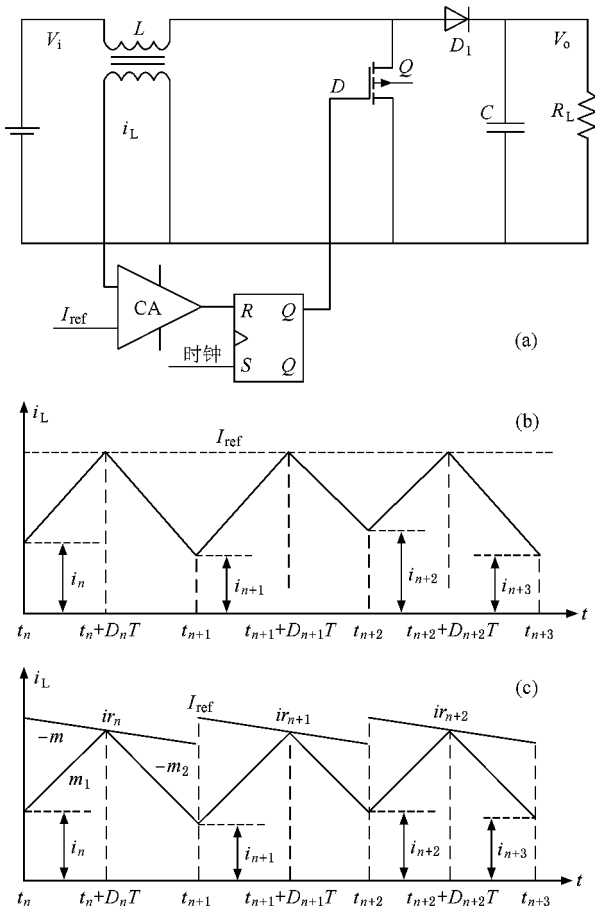 Vi L D1 Vo
D Q
iL C RL
CA R Q
Iref
时钟 S Q
(a)
iL (b)
Iref
in in+1 in+2 in+3
tn tn+DnT tn+1 tn+1+Dn+1T tn+2 tn+2+Dn+2T tn+3 t
iL (c)
Iref
irn irn+1 irn+2
−m
m1 −m2
in in+1 in+2 in+3
tn tn+DnT tn+1 tn+1+Dn+1T tn+2 tn+2+Dn+2T tn+3 t